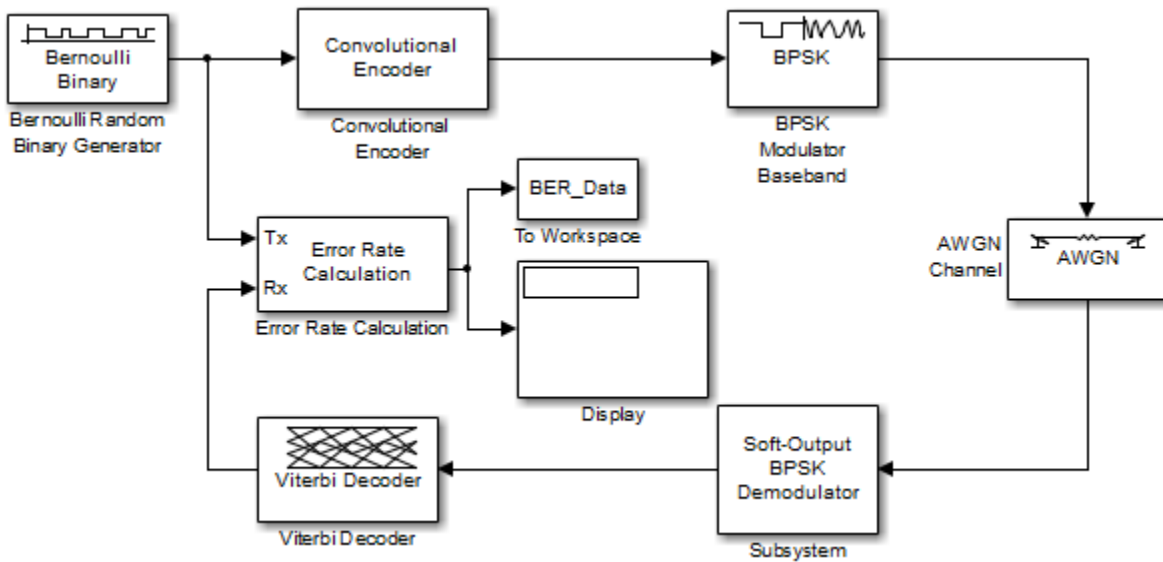 Bernoulli
Binary
Bernoulli Random
Binary Generator
Convolutional
Encoder
Convolutional
Encoder
BPSK
BPSK
Modulator
Baseband
BER_Data
To Workspace
Tx
Rx
Error Rate
Calculation
Error Rate Calculation
AWGN
Channel
AWGN
Display
Viterbi Decoder
Viterbi Decoder
Soft-Output
BPSK
Demodulator
Subsystem